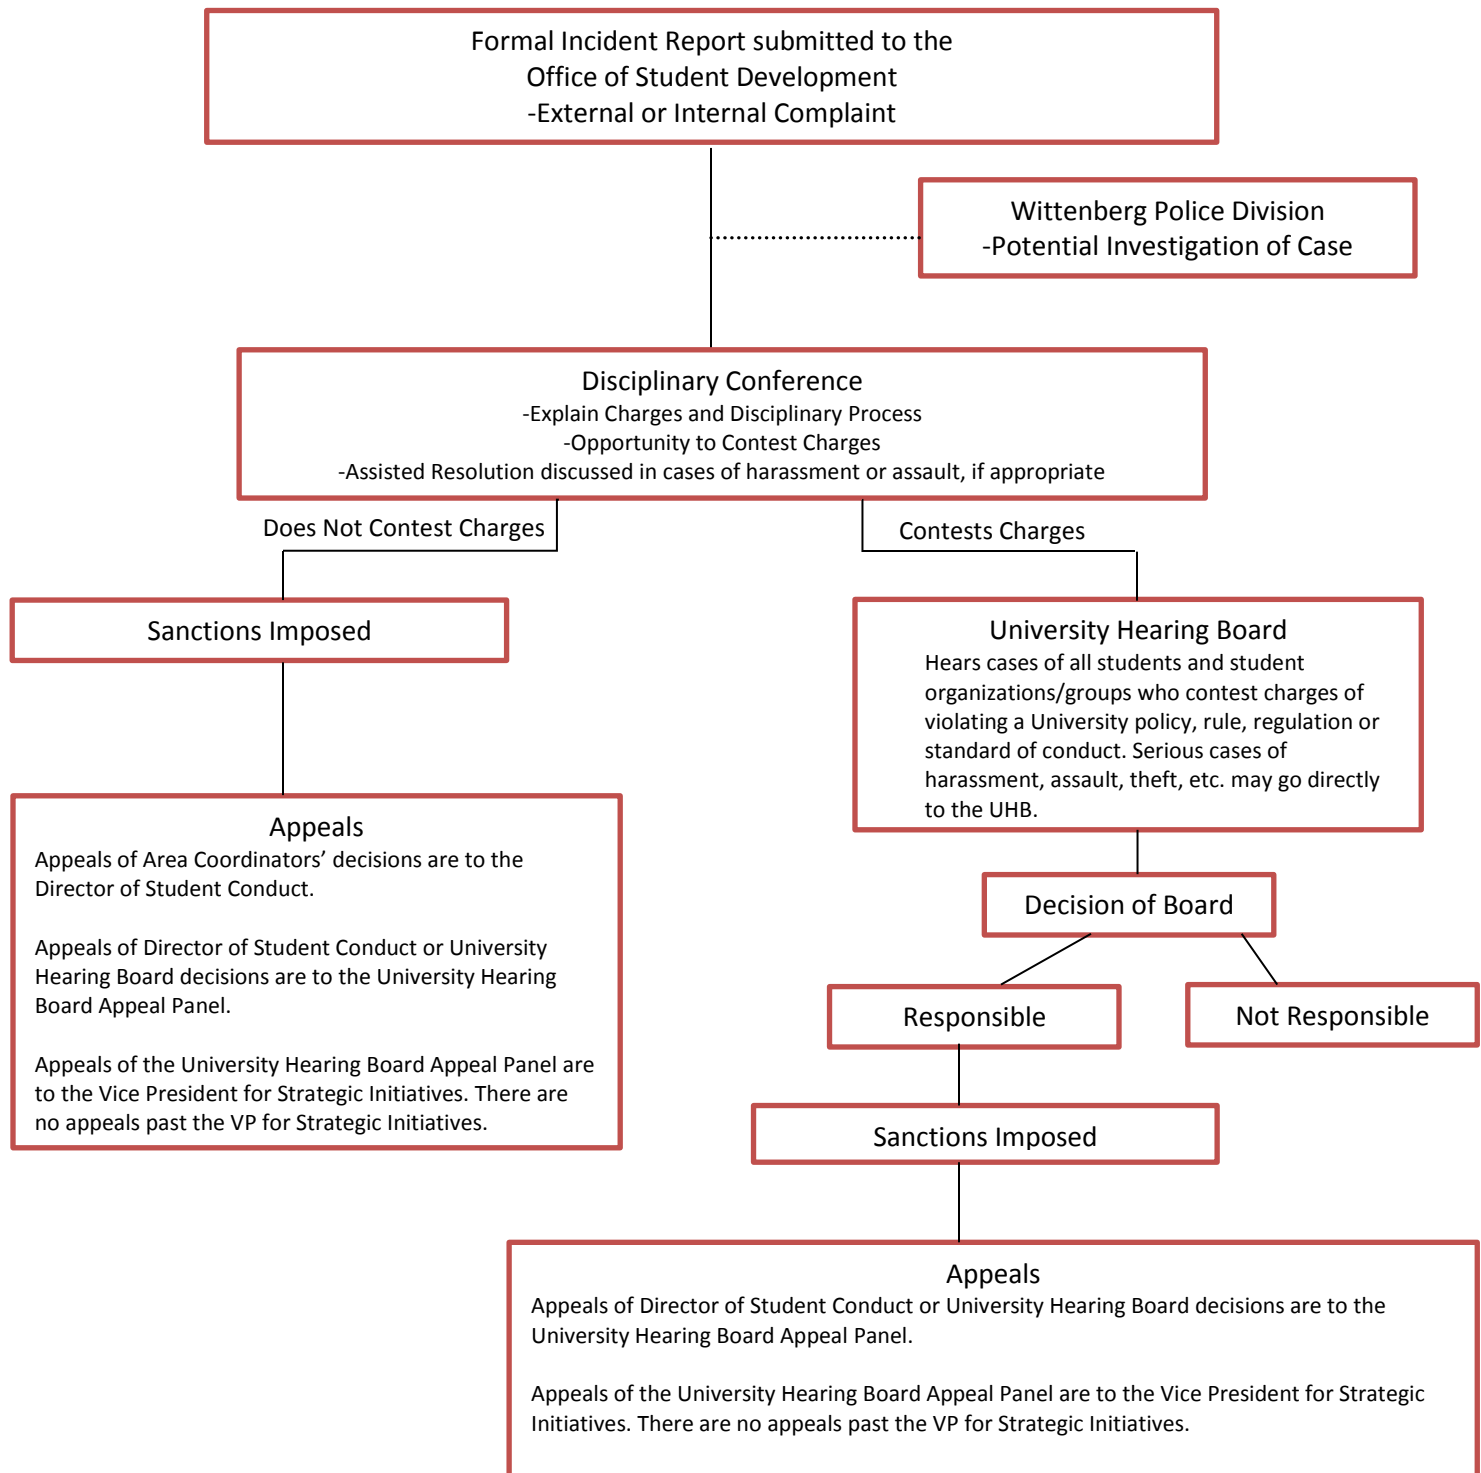 Formal Incident Report submitted to the
Office of Student Development
-External or Internal Complaint
Wittenberg Police Division
-Potential Investigation of Case
Disciplinary Conference
-Explain Charges and Disciplinary Process
-Opportunity to Contest Charges
-Assisted Resolution discussed in cases of harassment or assault, if appropriate
Does Not Contest Charges
Contests Charges
Sanctions Imposed
University Hearing Board
Hears cases of all students and student
organizations/groups who contest charges of
violating a University policy, rule, regulation or
standard of conduct. Serious cases of
harassment, assault, theft, etc. may go directly
to the UHB.
Appeals
Appeals of Area Coordinators’ decisions are to the
Director of Student Conduct.
Appeals of Director of Student Conduct or University
Hearing Board decisions are to the University Hearing
Board Appeal Panel.
Appeals of the University Hearing Board Appeal Panel are
to the Vice President for Strategic Initiatives. There are
no appeals past the VP for Strategic Initiatives.
Decision of Board
Responsible
Not Responsible
Sanctions Imposed
Appeals
Appeals of Director of Student Conduct or University Hearing Board decisions are to the
University Hearing Board Appeal Panel.
Appeals of the University Hearing Board Appeal Panel are to the Vice President for Strategic
Initiatives. There are no appeals past the VP for Strategic Initiatives.